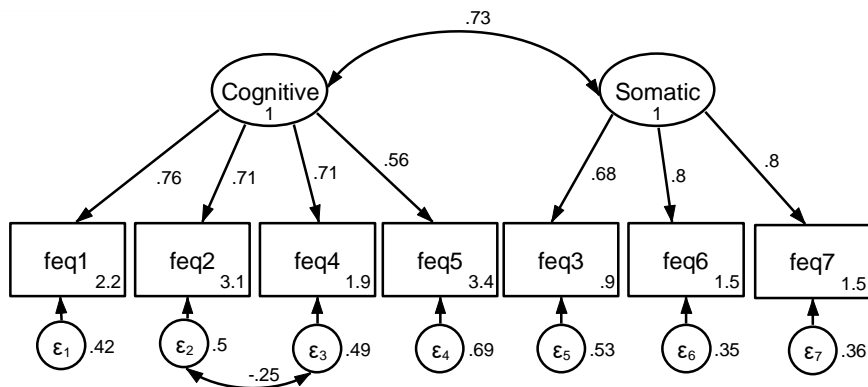 .73
Cognitive
1
Somatic
1
.76
.71
.71
.56
.68
.8
.8
feq1
2.2
feq2
3.1
feq4
1.9
feq5
3.4
feq3
.9
feq6
1.5
feq7
1.5
ε1 .42
ε2 .5
ε3 .49
ε4 .69
ε5 .53
ε6 .35
ε7 .36
-.25